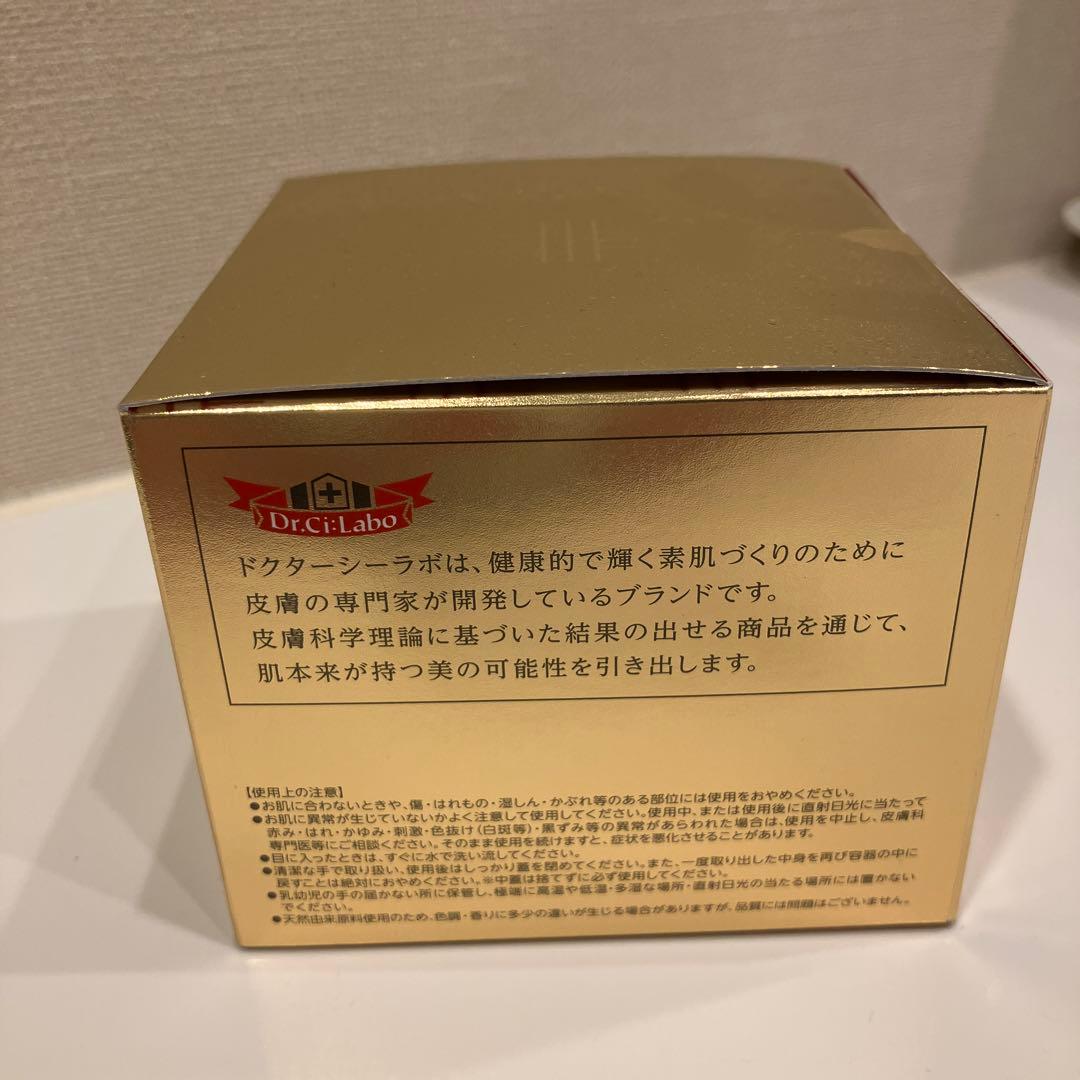 Dr.Ci:Labo
ドクターシーラボは、健康的で輝く素肌づくりのために
皮膚の専門家が開発しているブランドです。
皮膚科学理論に基づいた結果の出せる商品を通じて、
肌本来が持つ美の可能性を引き出します。
【使用上の注意】
●お肌に合わないときや、傷・はれもの・湿しん・かぶれ等のある部位には使用をおやめください。
●お肌に異常が生じていないかよく注意して使用してください。使用中、または使用後に直射日光に当たって
赤み・はれ・かゆみ・刺激・色抜け(白斑等)・黒ずみ等の異常があらわれた場合は、使用を中止し、皮膚科
専門医等にご相談ください。そのまま使用を続けますと、症状を悪化させることがあります。
●目に入ったときは、すぐに水で洗い流してください。
●清潔な手で取り扱い、使用後はしっかり蓋を閉めてください。また、一度取り出した中身を再び容器の中に
戻すことは絶対におやめください。※中蓋は捨てずに必ず使用してください。
●乳幼児の手の届かない所に保管し、極端に高温や低温・多湿な場所・直射日光の当たる場所には置かない
でください。
●天然由来原料使用のため、色調・香りに多少の違いが生じる場合がありますが、品質には問題はございません。